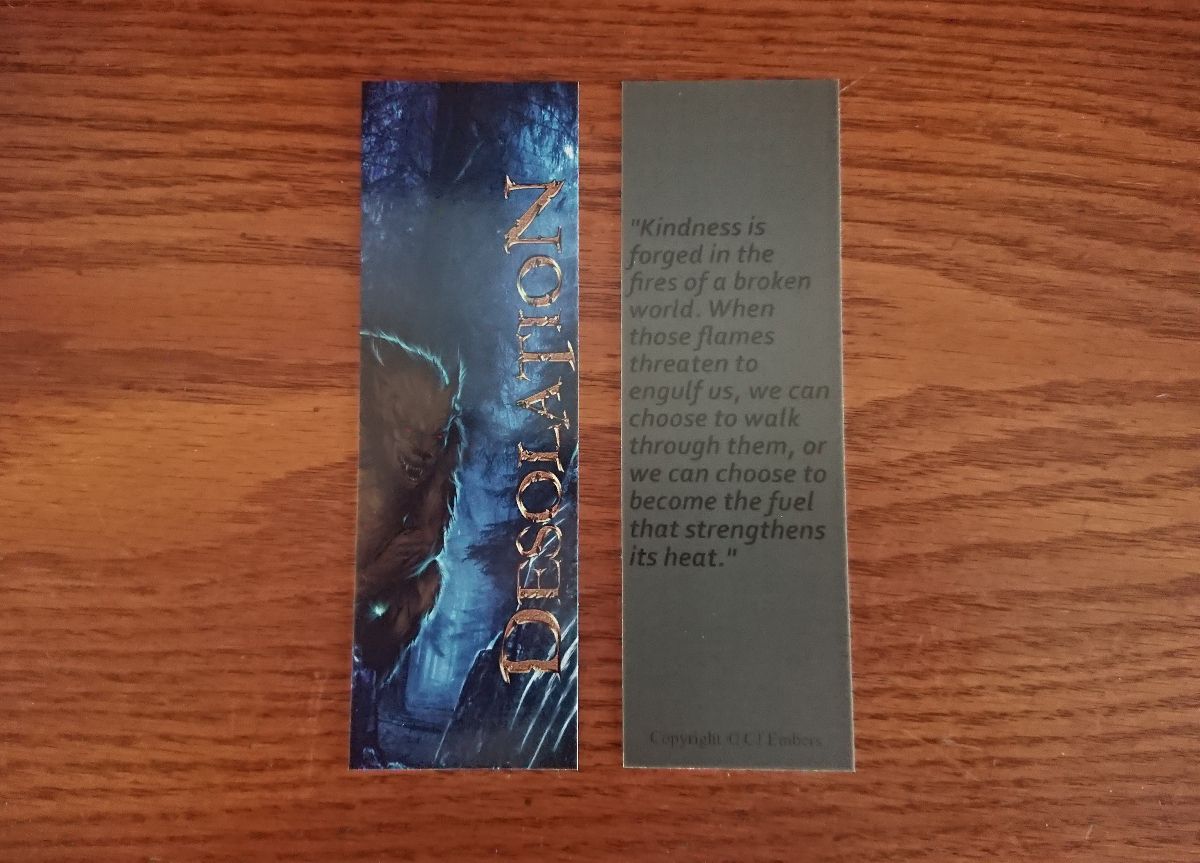 DESOLATION
"Kindness is
forged in the
fires of a broken
world. When
those flames
threaten to
engulf us, we can
choose to walk
through them, or
we can choose to
become the fuel
that strengthens
its heat."
Copyright © CJ Embers